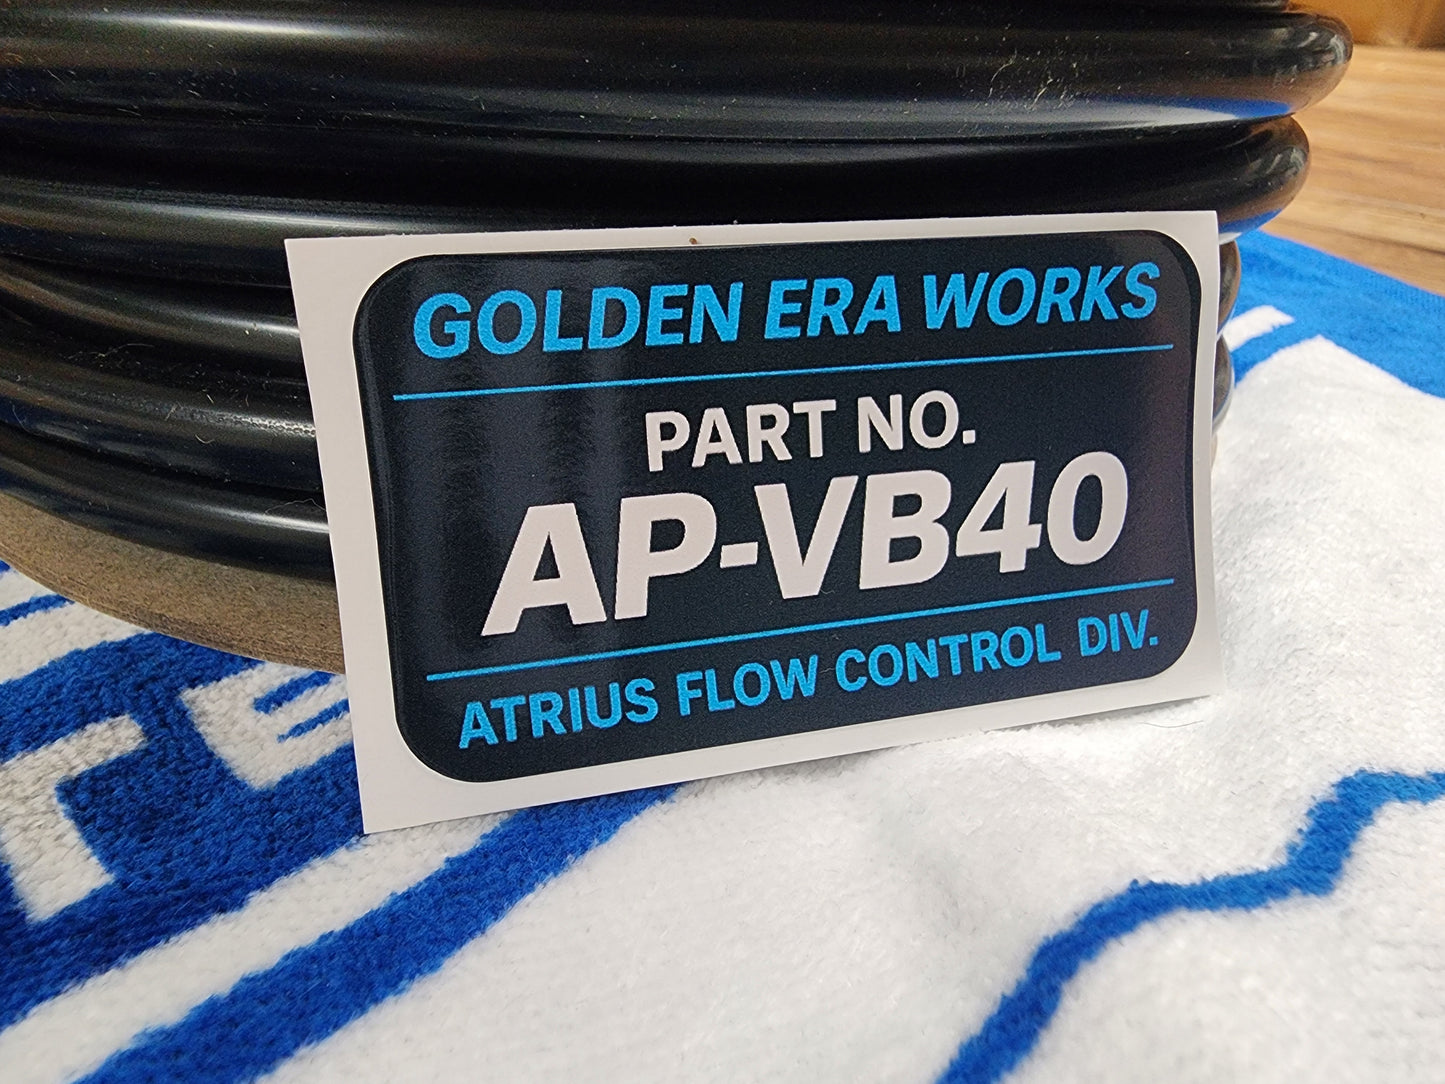 GOLDEN ERA WORKS
PART NO.
AP-VB40
ATRIUS FLOW CONTROL DIV.